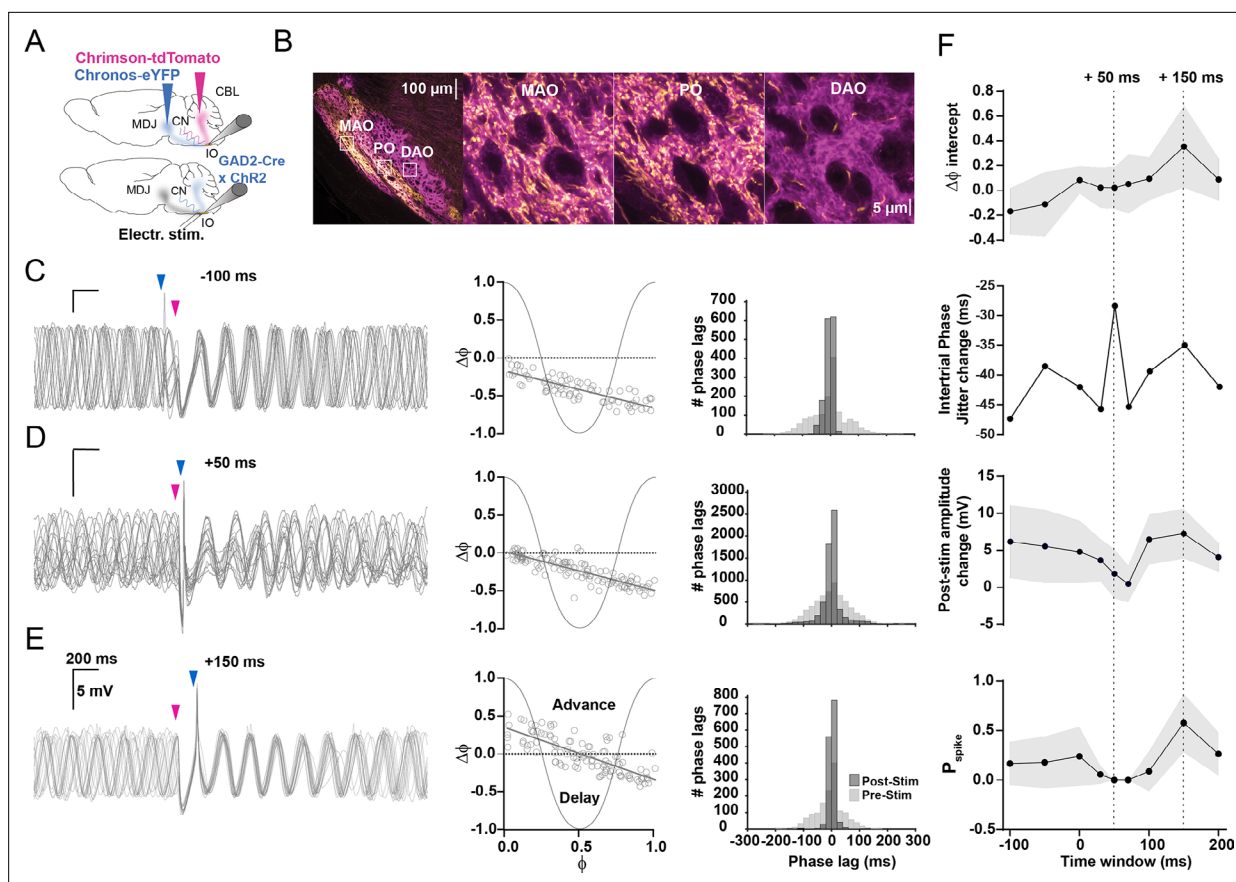 A
Chrimson-tdTomato
Chronos-eYFP
CBL
CN
MDJ
IO
GAD2-Cre
x ChR2
MDJ
CN
IO
Electr. stim.
B
100 µm
MAO
PO
DAO
MAO
PO
DAO
5 µm
C
-100 ms
1.0
0.5
0.0
-0.5
-1.0
Δϕ
700
600
500
400
300
200
100
0
# phase lags
D
+50 ms
1.0
0.5
0.0
-0.5
-1.0
Δϕ
3000
2500
2000
1500
1000
500
0
# phase lags
E
200 ms
5 mV
+150 ms
1.0
0.5
0.0
-0.5
-1.0
Δϕ
Advance
Delay
0.0 0.5 1.0
ϕ
800
700
600
500
400
300
200
100
0
# phase lags
Post-Stim
Pre-Stim
-300 -200 -100 0 100 200 300
Phase lag (ms)
F
+ 50 ms + 150 ms
0.8
0.6
0.4
0.2
0.0
-0.2
0.4
Δϕ intercept
-25
-30
-35
-40
-45
-50
Intertrial Phase
Jitter change (ms)
15
10
5
0
-5
Post-stim amplitude
change (mV)
1.0
0.5
0.0
0.5
Pspike
-100 0 100 200
Time window (ms)